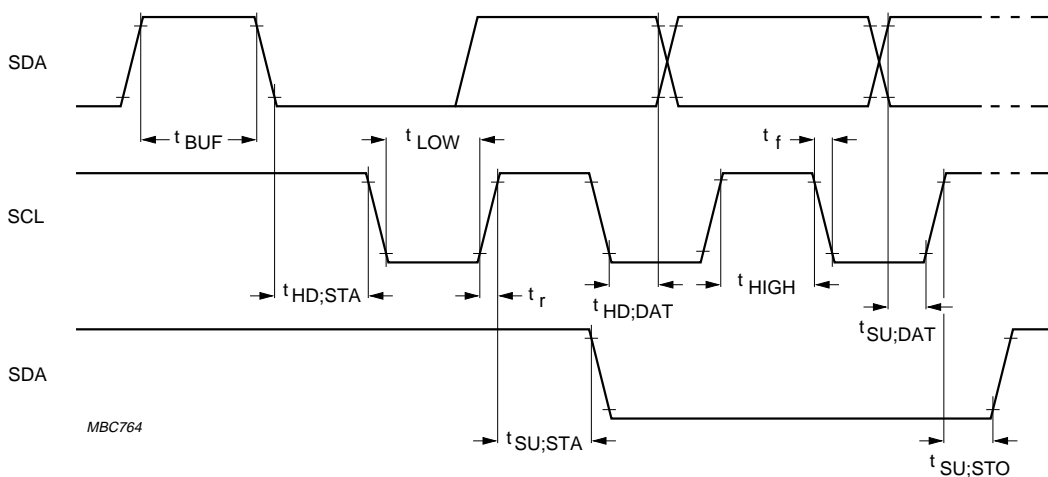 SDA
t BUF
t LOW
t f
SCL
t HD;STA
t r
t HD;DAT
t HIGH
t SU;DAT
SDA
MBC764
t SU;STA
t SU;STO